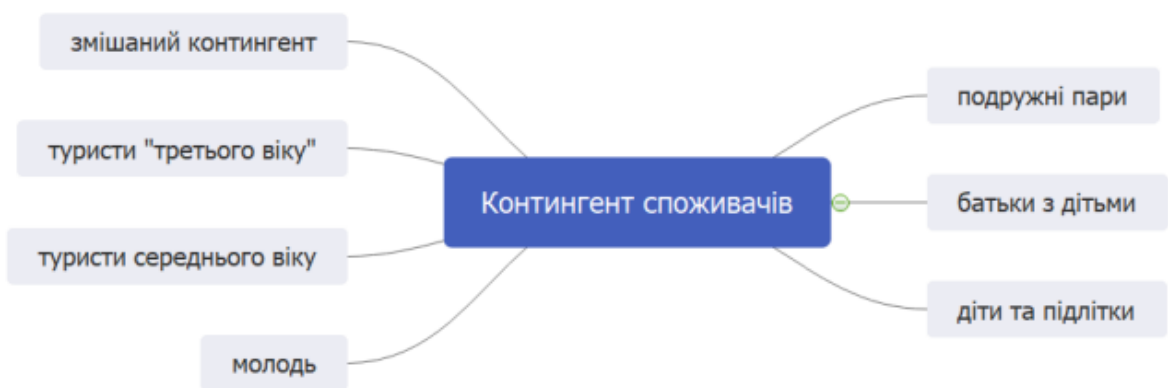 змішаний контингент
туристи "третього віку"
туристи середнього віку
молодь
Контингент споживачів
подружні пари
батьки з дітьми
діти та підлітки